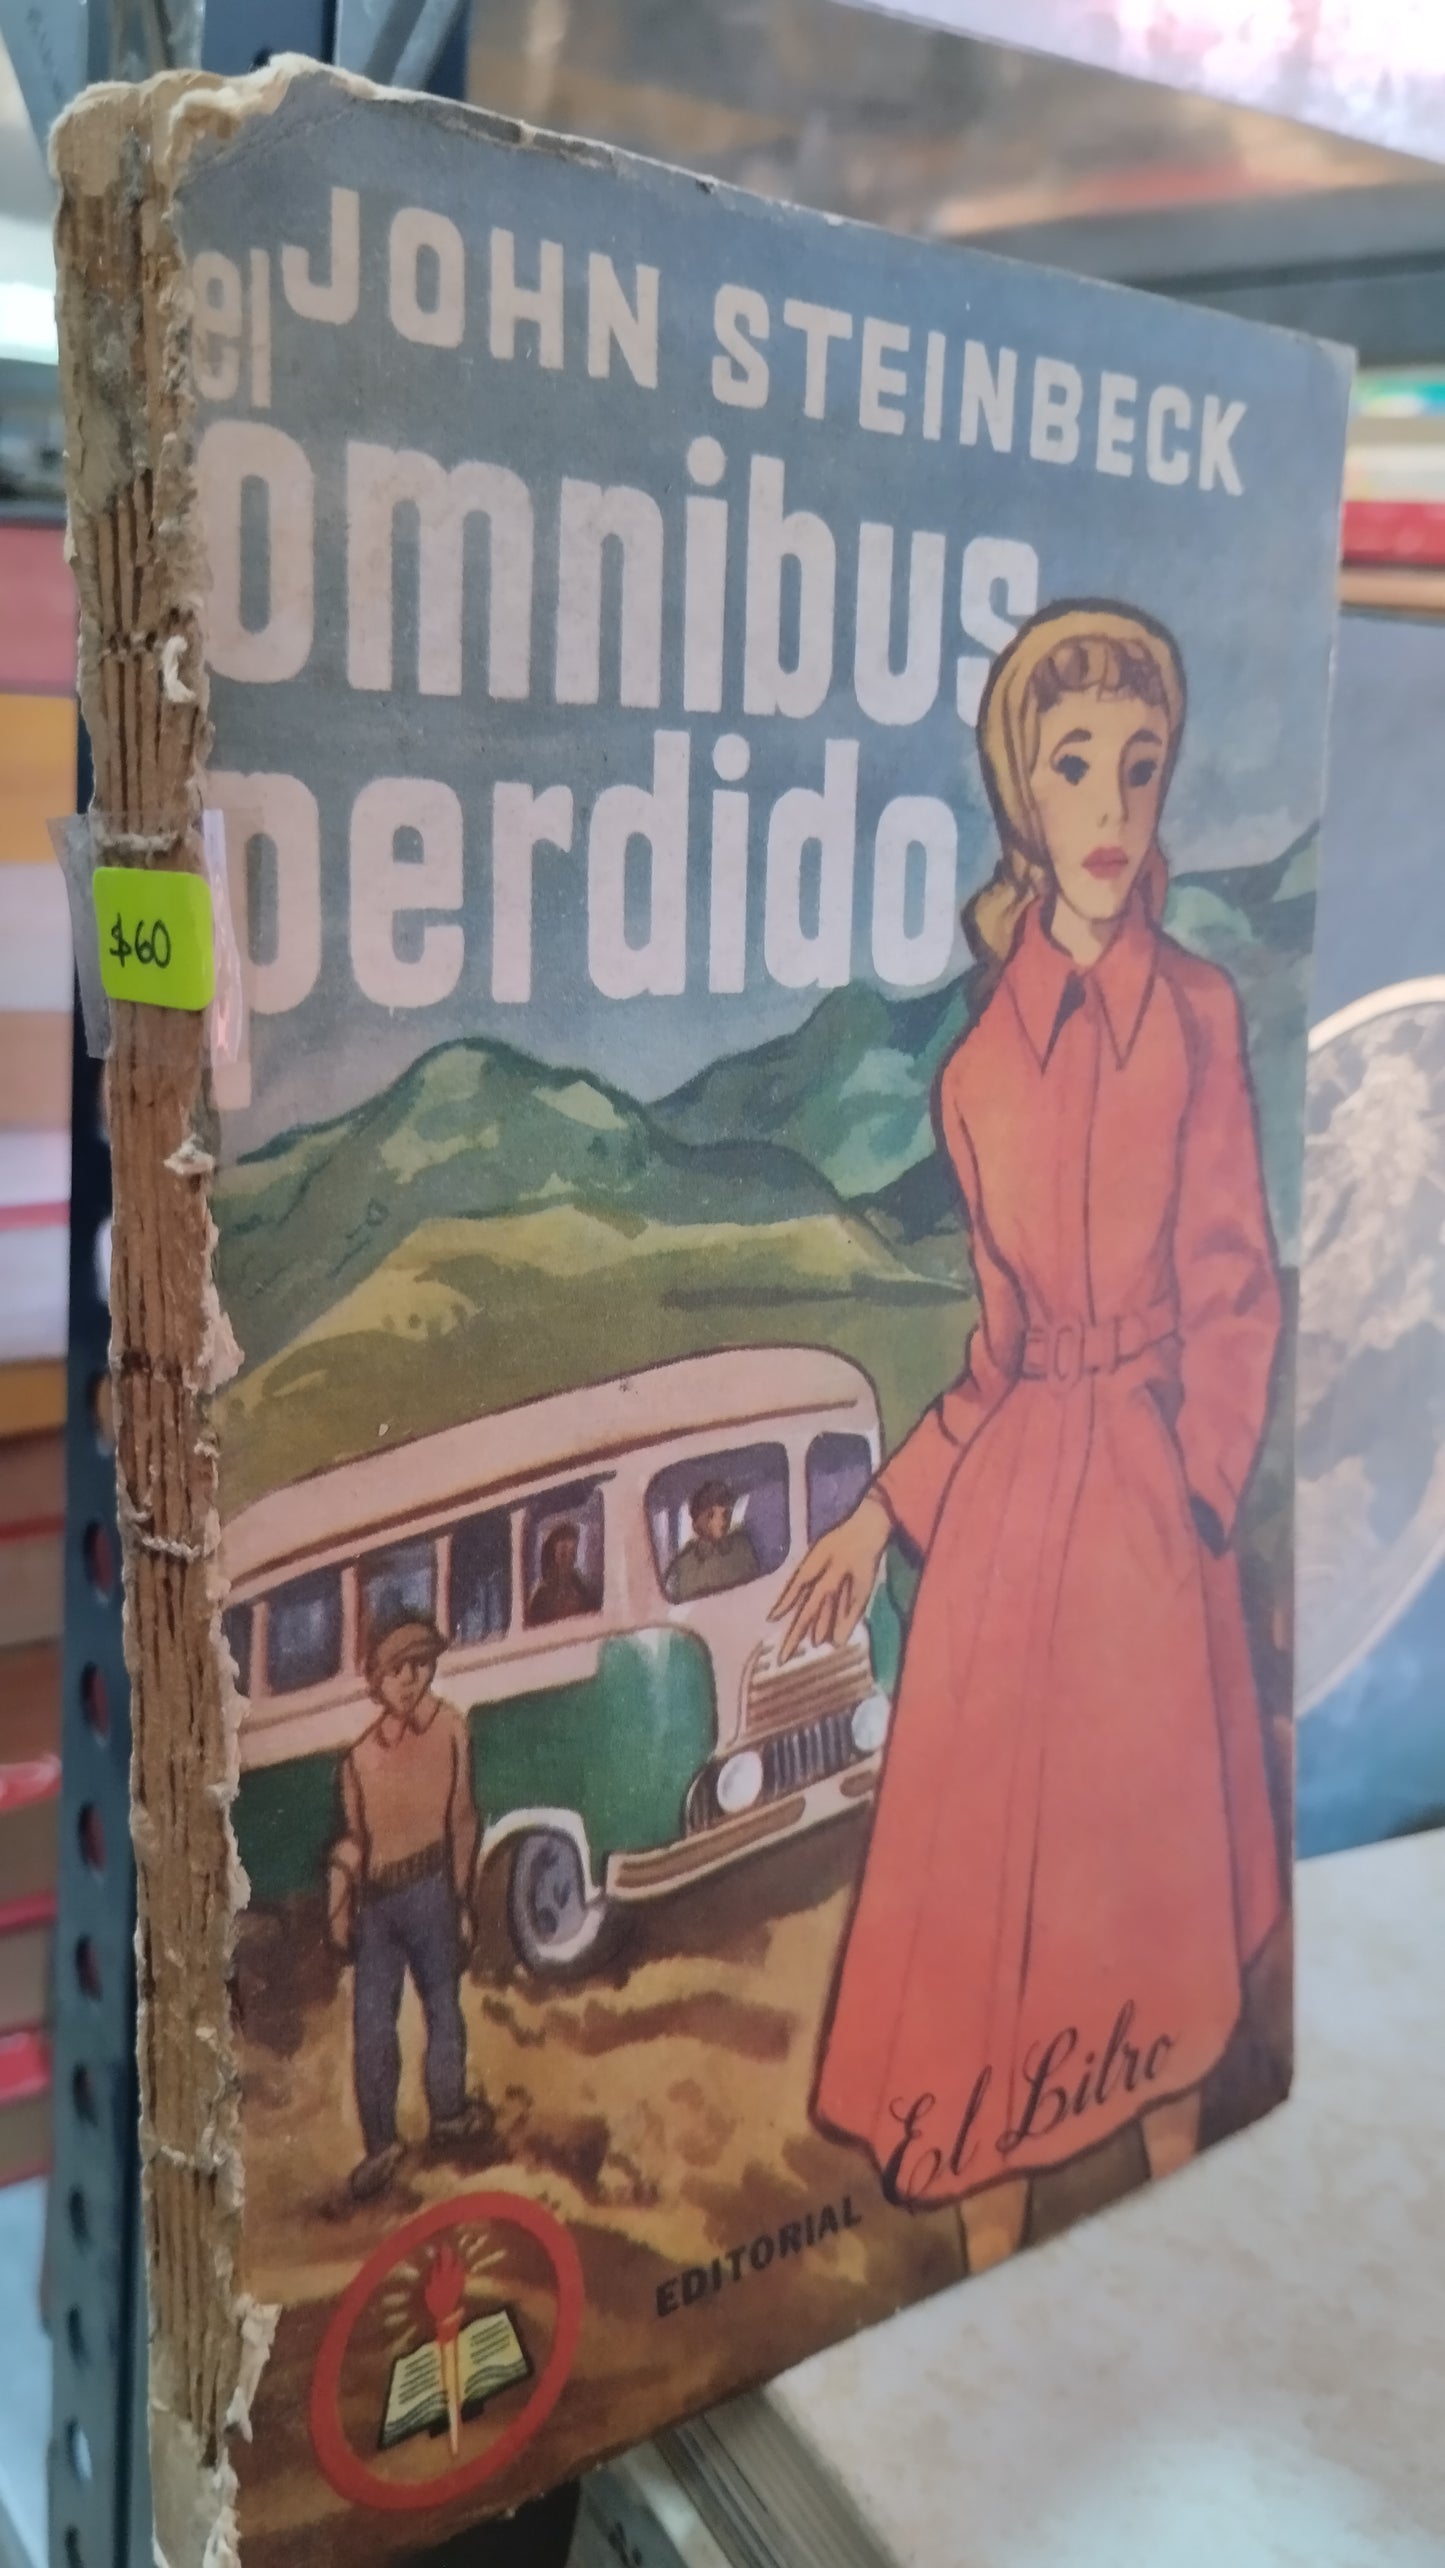 JOHN STEINBECK
el
omnibus
perdido
$60
El Libro
EDITORIAL